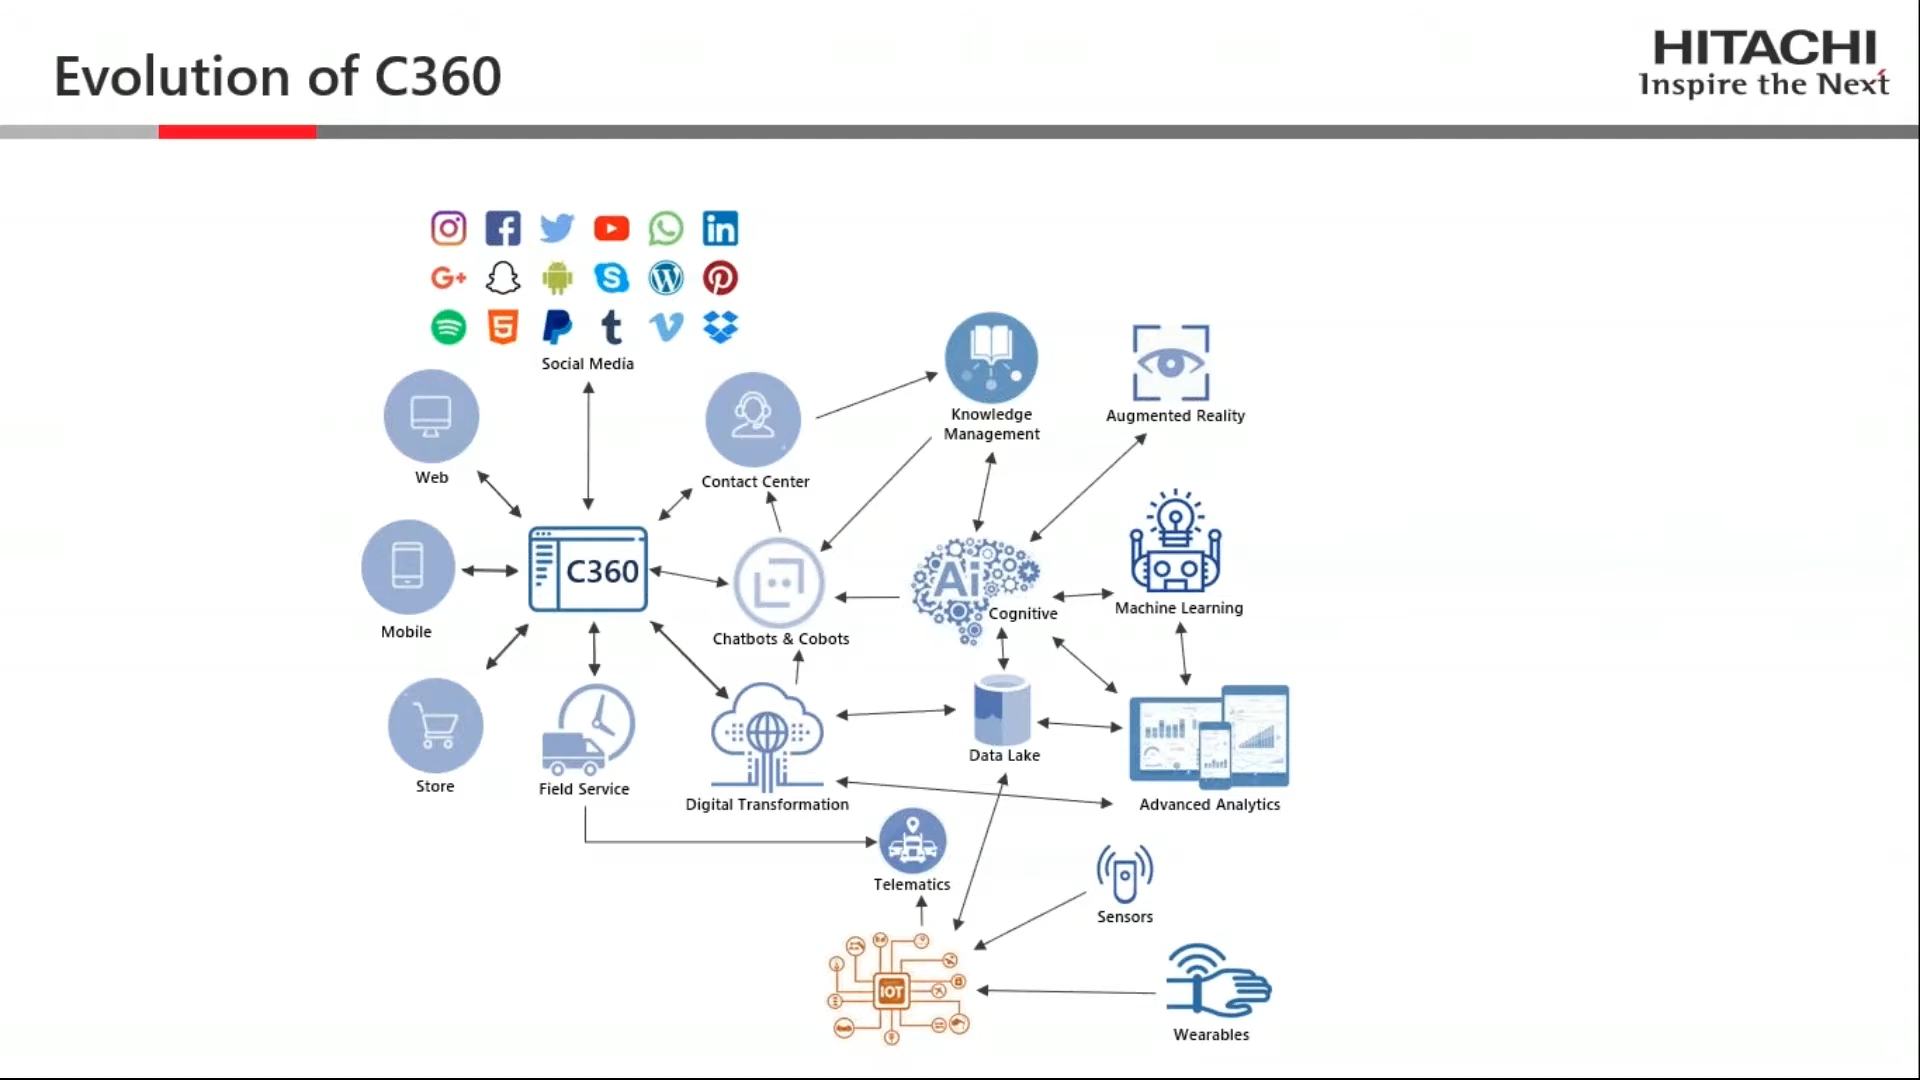 Evolution of C360
HITACHI
Inspire the Next
Social Media
Web
Contact Center
Knowledge
Management
Augmented Reality
C360
Mobile
Chatbots & Cobots
Ai
Cognitive
Machine Learning
Store
Field Service
Digital Transformation
Data Lake
Advanced Analytics
Telematics
Sensors
IOT
Wearables